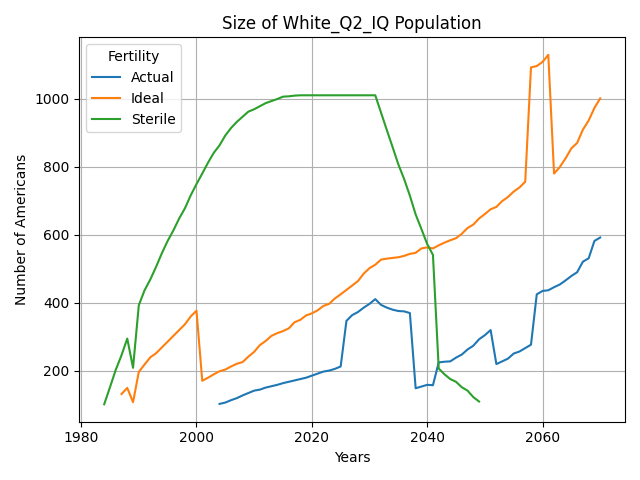 Size of White_Q2_IQ Population
Fertility
Actual
Ideal
Sterile
Number of Americans
1000
800
600
400
200
1980
2000
2020
2040
2060
Years